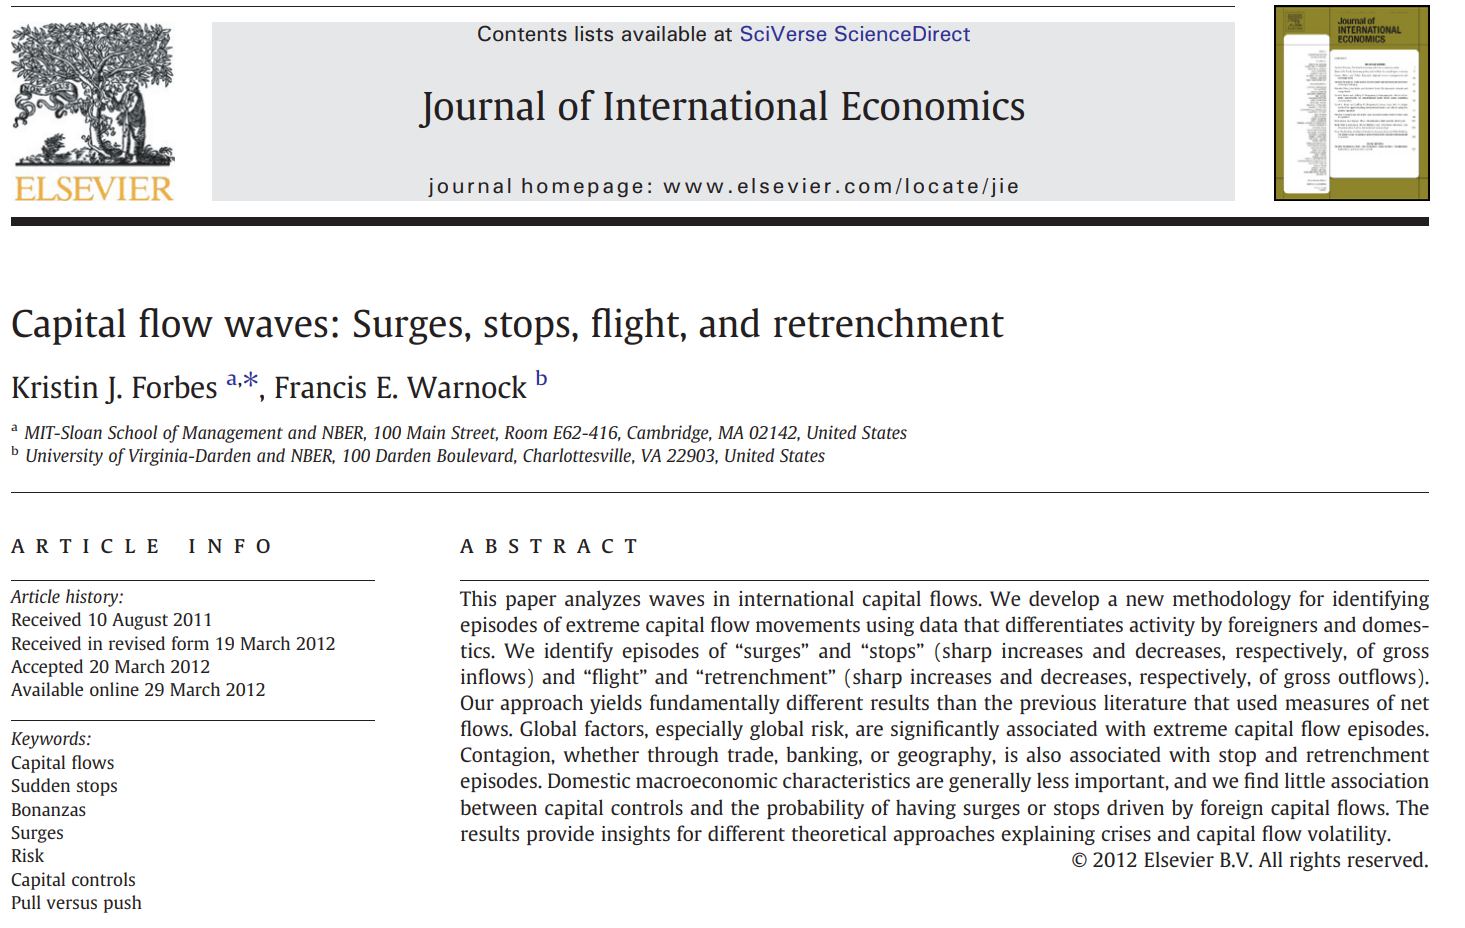 Contents lists available at SciVerse ScienceDirect
Journal of International Economics
journal homepage: www.elsevier.com/locate/jie
ELSEVIER
Journal of
INTERNATIONAL
ECONOMICS
Capital flow waves: Surges, stops, flight, and retrenchment
Kristin J. Forbes a,*, Francis E. Warnock b
a MIT-Sloan School of Management and NBER, 100 Main Street, Room E62-416, Cambridge, MA 02142, United States
b University of Virginia-Darden and NBER, 100 Darden Boulevard, Charlottesville, VA 22903, United States
ARTICLE INFO
Article history:
Received 10 August 2011
Received in revised form 19 March 2012
Accepted 20 March 2012
Available online 29 March 2012
Keywords:
Capital flows
Sudden stops
Bonanzas
Surges
Risk
Capital controls
Pull versus push
ABSTRACT
This paper analyzes waves in international capital flows. We develop a new methodology for identifying
episodes of extreme capital flow movements using data that differentiates activity by foreigners and domes-
tics. We identify episodes of “surges” and “stops” (sharp increases and decreases, respectively, of gross
inflows) and “flight” and “retrenchment” (sharp increases and decreases, respectively, of gross outflows).
Our approach yields fundamentally different results than the previous literature that used measures of net
flows. Global factors, especially global risk, are significantly associated with extreme capital flow episodes.
Contagion, whether through trade, banking, or geography, is also associated with stop and retrenchment
episodes. Domestic macroeconomic characteristics are generally less important, and we find little association
between capital controls and the probability of having surges or stops driven by foreign capital flows. The
results provide insights for different theoretical approaches explaining crises and capital flow volatility.
© 2012 Elsevier B.V. All rights reserved.